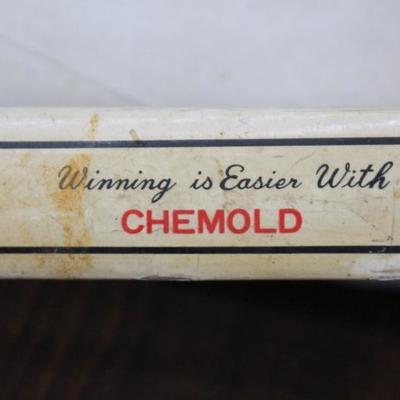 Winning is Easier With
CHEMOLD